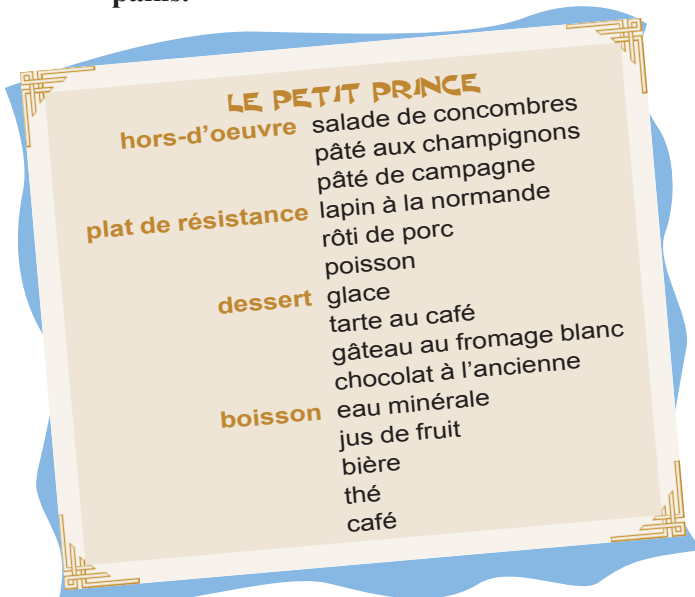 LE PETIT PRINCE
hors-d'oeuvre salade de concombres
pâté aux champignons
pâté de campagne
plat de résistance lapin à la normande
rôti de porc
poisson
dessert glace
tarte au café
gâteau au fromage blanc
chocolat à l'ancienne
boisson eau minérale
jus de fruit
bière
thé
café